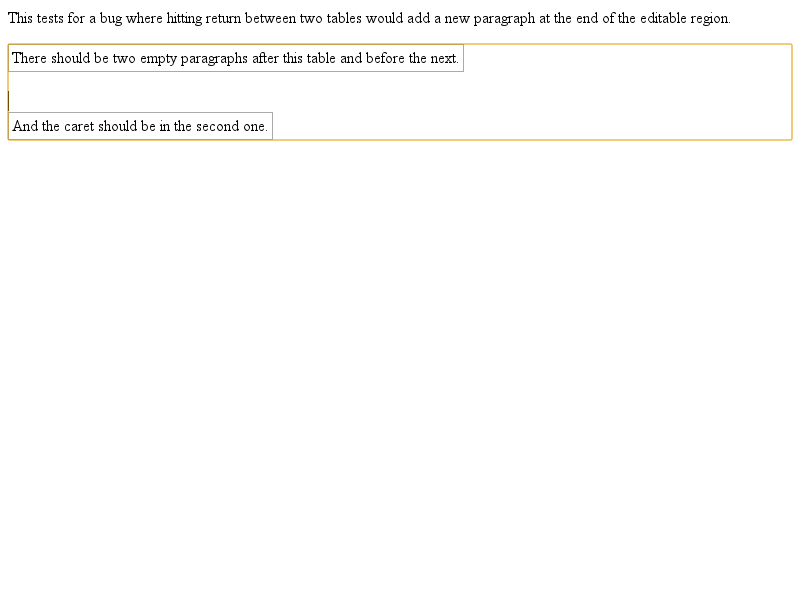 This tests for a bug where hitting return between two tables would add a new paragraph at the end of the editable region.
There should be two empty paragraphs after this table and before the next.
And the caret should be in the second one.